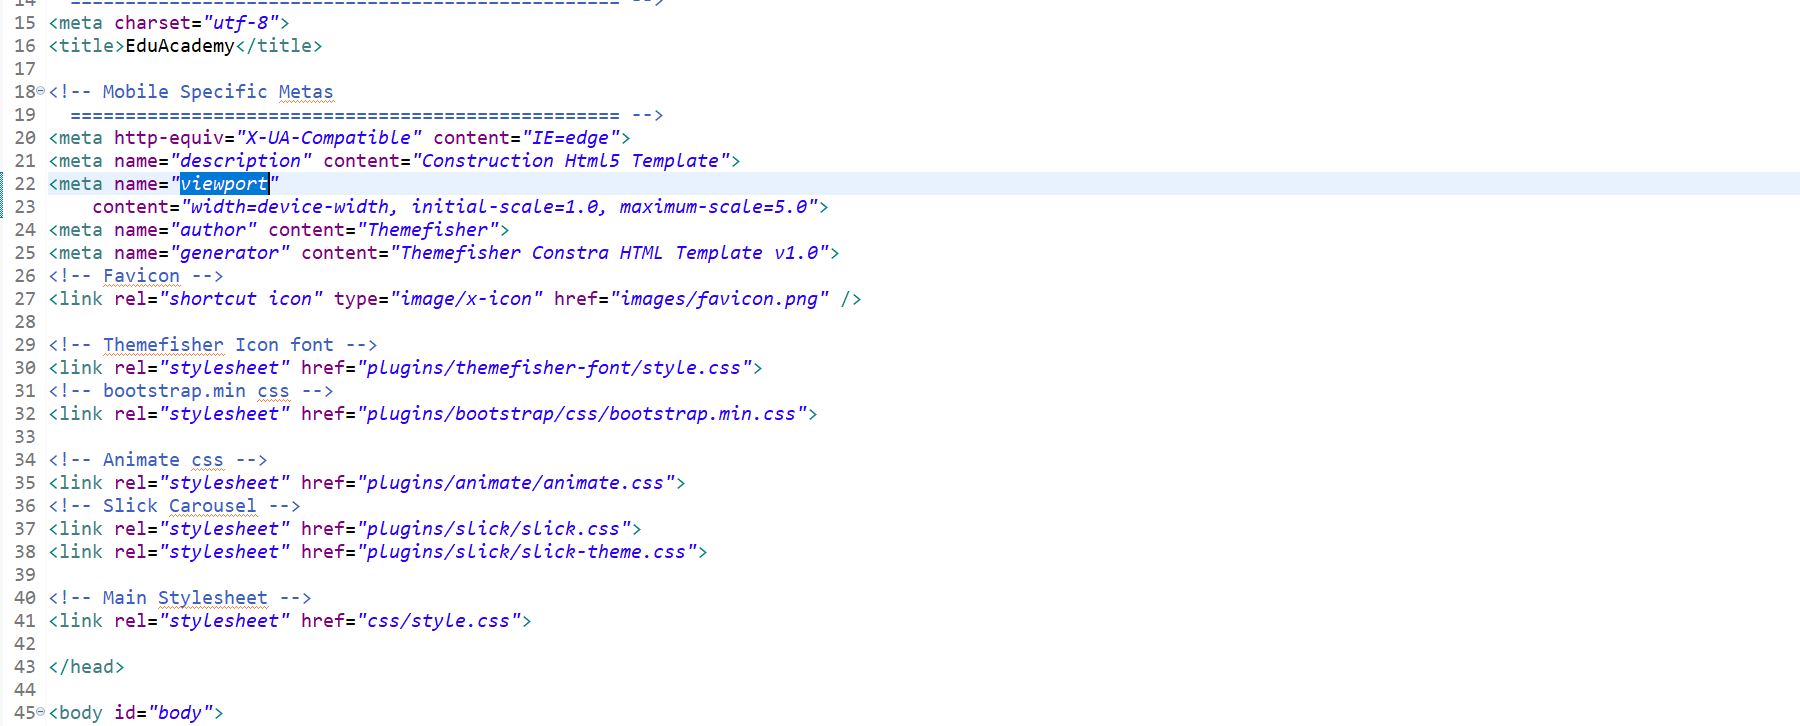 14 =================================================== -->
15 <meta charset="utf-8">
16 <title>EduAcademy</title>
17
18 <!-- Mobile Specific Metas
19 =================================================== -->
20 <meta http-equiv="X-UA-Compatible" content="IE=edge">
21 <meta name="description" content="Construction Html5 Template">
22 <meta name="viewport"
23 content="width=device-width, initial-scale=1.0, maximum-scale=5.0">
24 <meta name="author" content="Themefisher">
25 <meta name="generator" content="Themefisher Constra HTML Template v1.0">
26 <!-- Favicon -->
27 <link rel="shortcut icon" type="image/x-icon" href="images/favicon.png" />
28
29 <!-- Themefisher Icon font -->
30 <link rel="stylesheet" href="plugins/themefisher-font/style.css">
31 <!-- bootstrap.min css -->
32 <link rel="stylesheet" href="plugins/bootstrap/css/bootstrap.min.css">
33
34 <!-- Animate css -->
35 <link rel="stylesheet" href="plugins/animate/animate.css">
36 <!-- Slick Carousel -->
37 <link rel="stylesheet" href="plugins/slick/slick.css">
38 <link rel="stylesheet" href="plugins/slick/slick-theme.css">
39
40 <!-- Main Stylesheet -->
41 <link rel="stylesheet" href="css/style.css">
42
43 </head>
44
45 <body id="body">